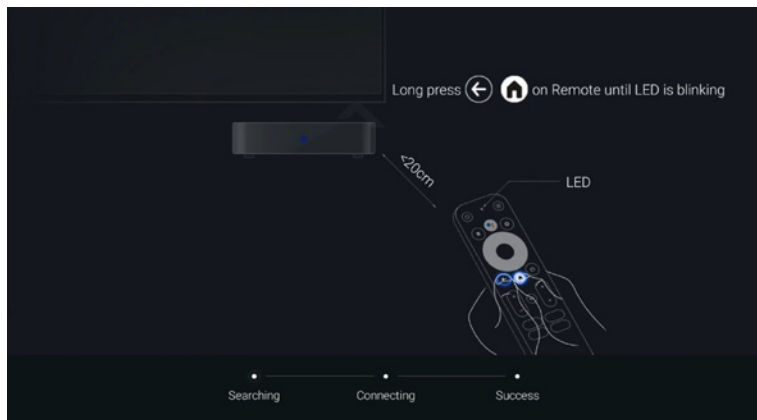 Long press on Remote until LED is blinking
<20cm
LED
Searching
Connecting
Success